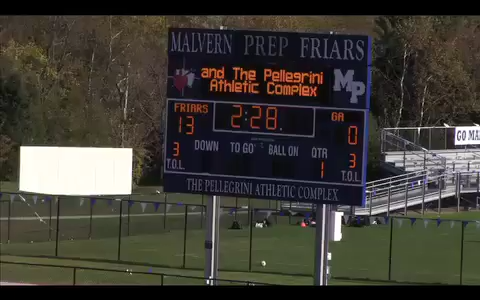 MALVERN PREP FRIARS
and The Pellegrini
Athletic Complex
MP
FRIARS 2:28 GA
13 0
3 DOWN TO GO BALL ON QTR 3
T.O.L 1 T.O.L
THE PELLEGRINI ATHLETIC COMPLEX
GO MA